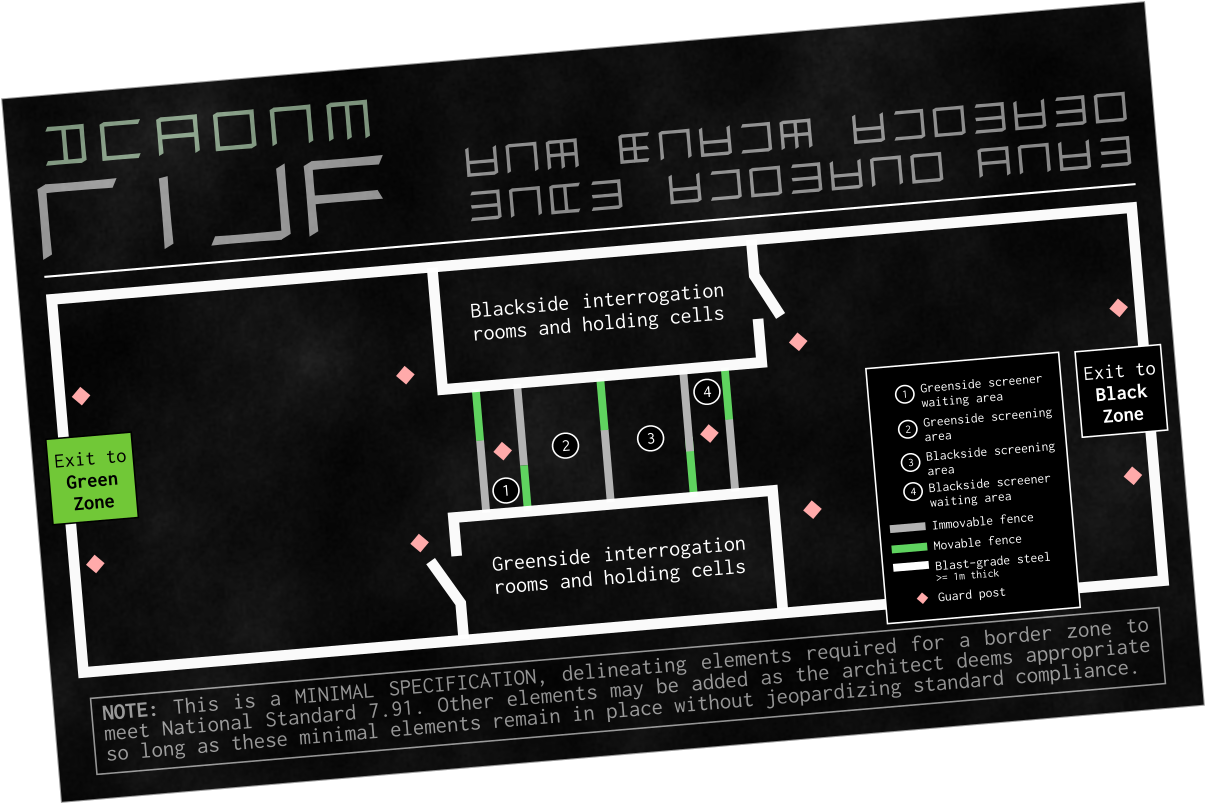 Blackside interrogation
rooms and holding cells
4
Exit to
Black
Zone
Exit to
Green
Zone
1
2
3
Greenside interrogation
rooms and holding cells
1 Greenside screener
waiting area
2 Greenside screening
area
3 Blackside screening
area
4 Blackside screener
waiting area
Immovable fence
Movable fence
Blast-grade steel
>= 1m thick
Guard post
NOTE: This is a MINIMAL SPECIFICATION, delineating elements required for a border zone to
meet National Standard 7.91. Other elements may be added as the architect deems appropriate
so long as these minimal elements remain in place without jeopardizing standard compliance.